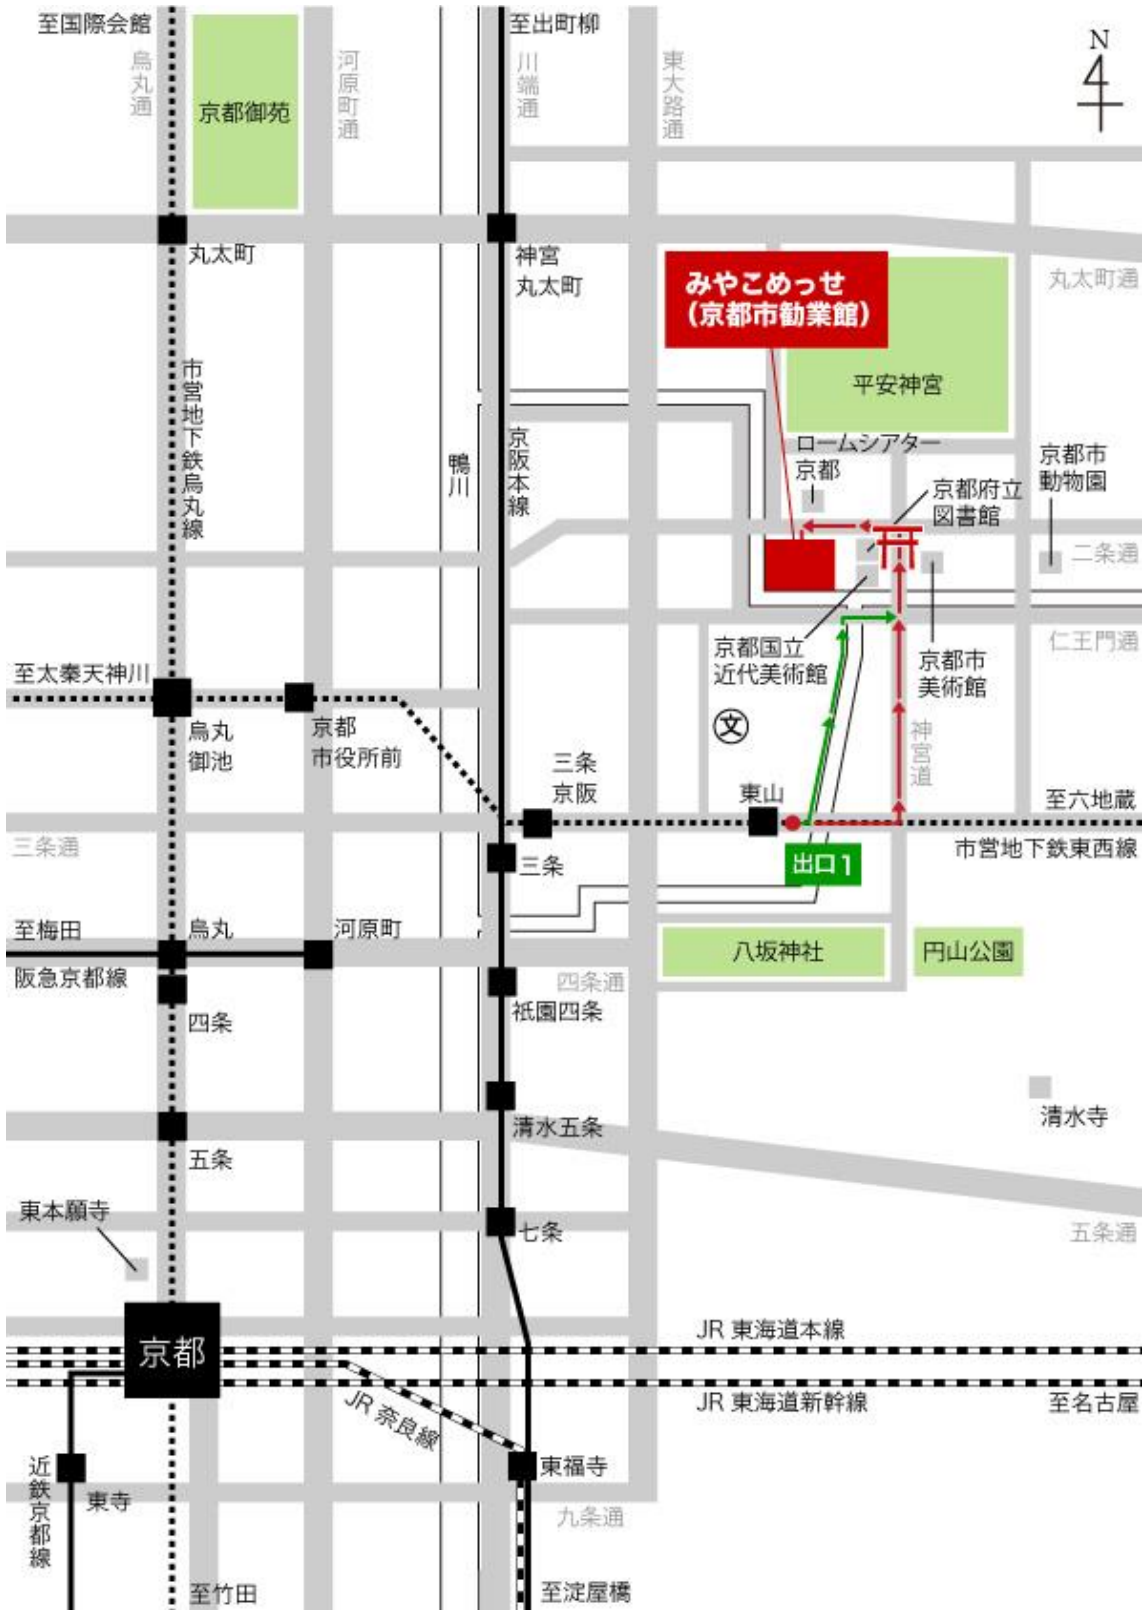 至国際会館
至出町柳
N
烏丸通
京都御苑
河原町通
川端通
東大路通
丸太町
神宮
丸太町
丸太町通
みやこめっせ
(京都市勧業館)
平安神宮
市営地下鉄烏丸線
鴨川
京阪本線
ロームシアター
京都
京都府立
図書館
京都市
動物園
二条通
京都国立
近代美術館
京都市
美術館
仁王門通
至太秦天神川
烏丸
御池
京都
市役所前
文
神宮道
三条
京阪
東山
至六地蔵
三条通
三条
出口1
市営地下鉄東西線
至梅田
烏丸
河原町
阪急京都線
八坂神社
円山公園
四条通
四条
祇園四条
清水五条
清水寺
五条
東本願寺
七条
五条通
京都
JR 東海道本線
JR 奈良線
JR 東海道新幹線
至名古屋
近鉄京都線
東寺
東福寺
九条通
至竹田
至淀屋橋